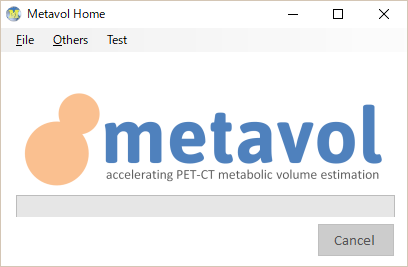 Metavol Home
File Others Test
metavol
accelerating PET-CT metabolic volume estimation
Cancel